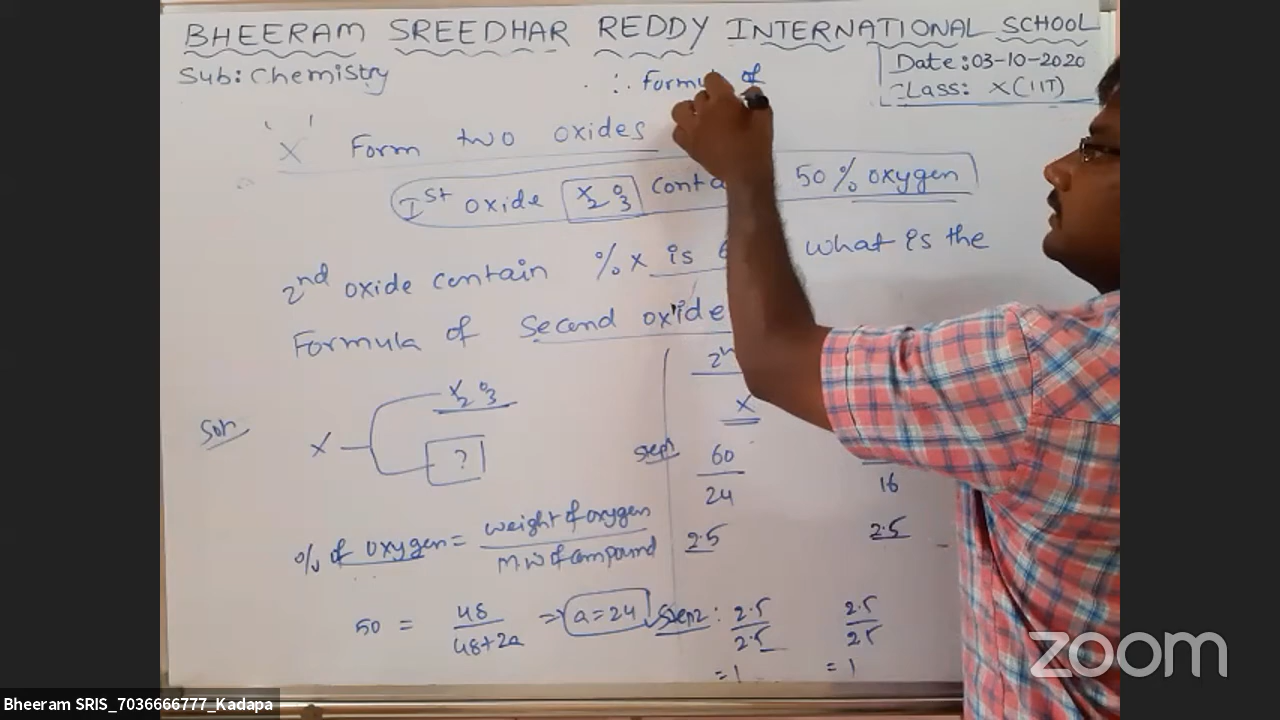 BHEERAM SREEDHAR REDDY INTERNATIONAL SCHOOL
Sub: Chemistry
Date: 03-10-2020
Class: X(IIT)
∴ Formu of
'X' Form two oxides
Ist oxide X2O3 conta 50% oxygen
2nd oxide contain % X is 6 what is the
Formula of second oxide
2n
X
X2O3
Sol
X
?
Step1
60
24
16
2.5
2.5
% of oxygen = weight of oxygen
M.W of compound
50 = 48 ⇒ a=24
48+2a
Step2: 2.5 2.5
2.5 2.5
=1 =1
zoom
Bheeram SRIS_7036666777_Kadapa